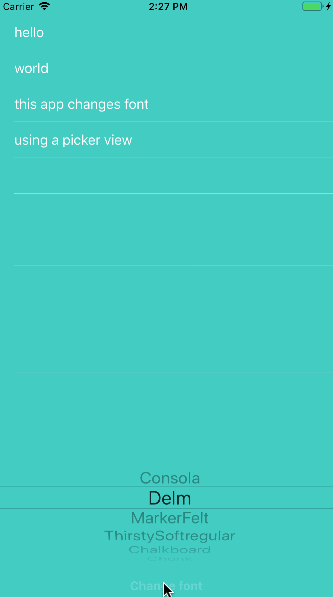 Carrier 2:27 PM
hello
world
this app changes font
using a picker view
Consola
Delm
MarkerFelt
ThirstySoftregular
Chalkboard
Change font